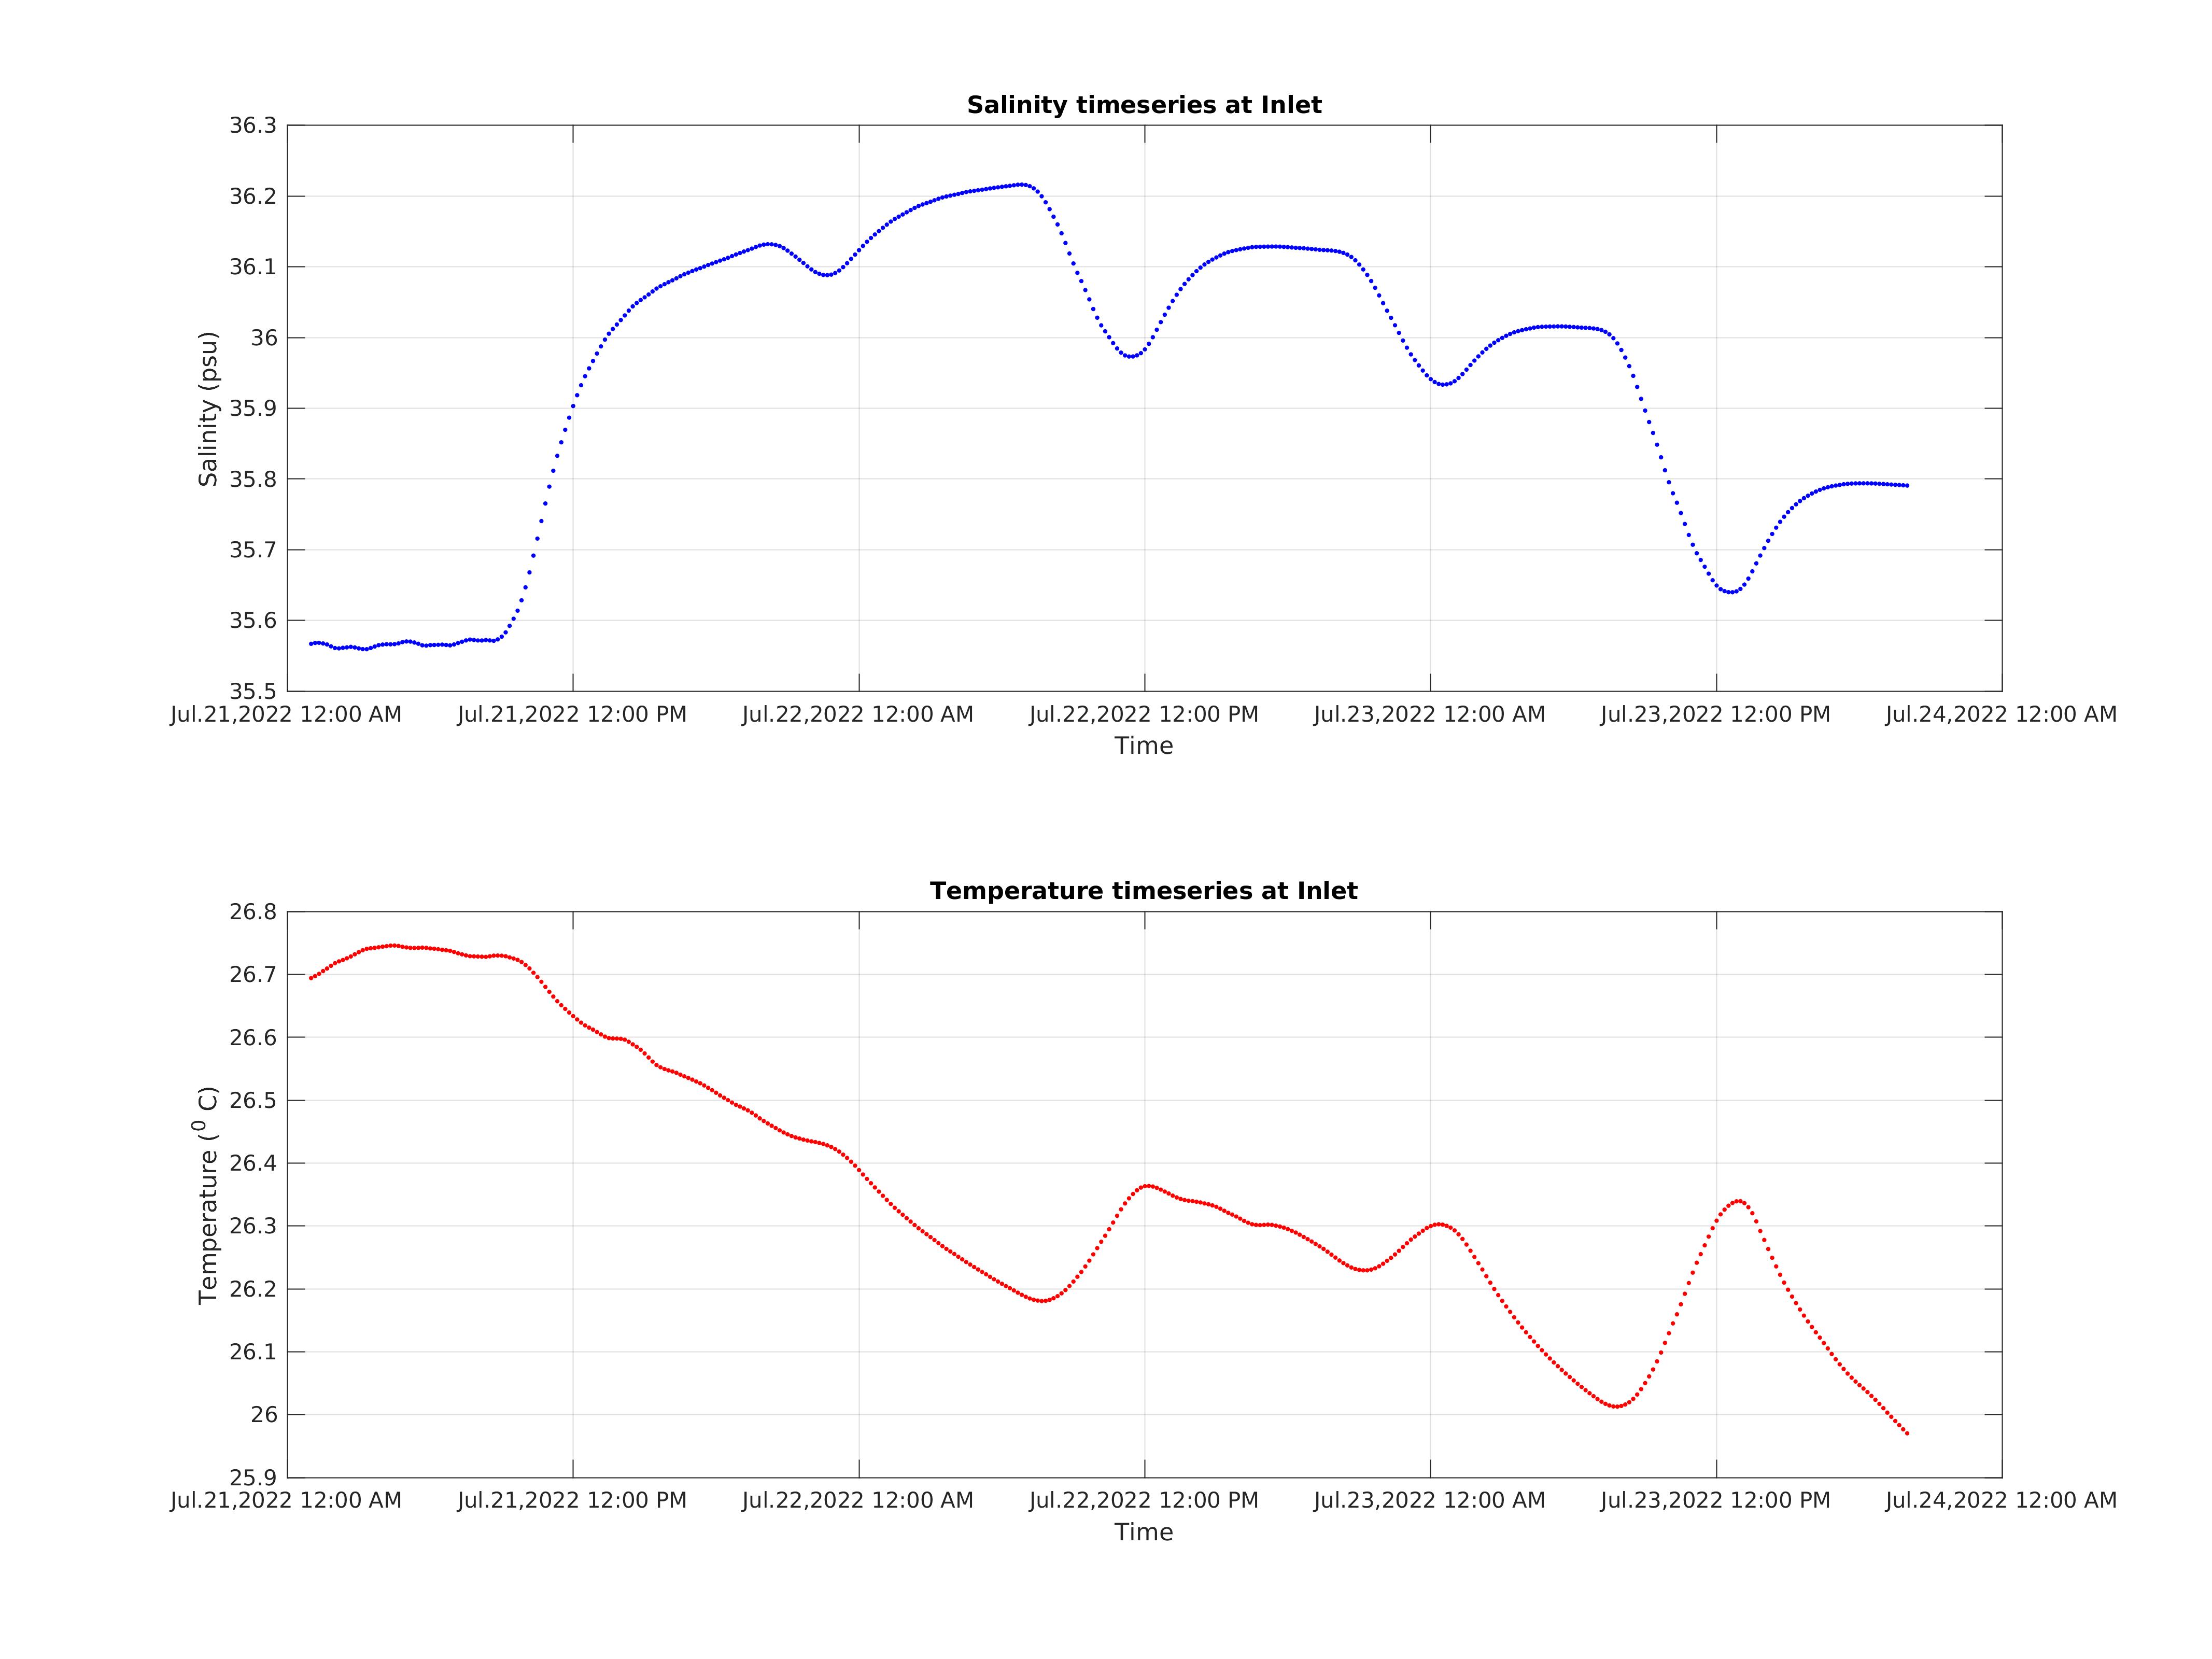 Salinity timeseries at Inlet
36.3
36.2
36.1
36
35.9
35.8
35.7
35.6
35.5
Salinity (psu)
Jul.21,2022 12:00 AM Jul.21,2022 12:00 PM Jul.22,2022 12:00 AM Jul.22,2022 12:00 PM Jul.23,2022 12:00 AM Jul.23,2022 12:00 PM Jul.24,2022 12:00 AM
Time
Temperature timeseries at Inlet
26.8
26.7
26.6
26.5
26.4
26.3
26.2
26.1
26
25.9
Temperature (⁰ C)
Jul.21,2022 12:00 AM Jul.21,2022 12:00 PM Jul.22,2022 12:00 AM Jul.22,2022 12:00 PM Jul.23,2022 12:00 AM Jul.23,2022 12:00 PM Jul.24,2022 12:00 AM
Time